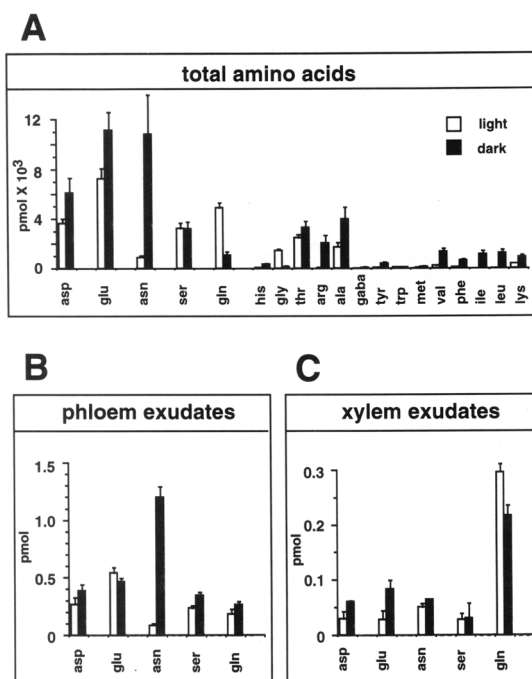 A
total amino acids
12
8
4
0
pmol X 10³
light
dark
asp
glu
asn
ser
gln
his
gly
thr
arg
ala
gaba
tyr
trp
met
val
phe
ile
leu
lys
B
phloem exudates
1.5
1.0
0.5
0
pmol
asp
glu
asn
ser
gln
C
xylem exudates
0.3
0.2
0.1
0
pmol
asp
glu
asn
ser
gln